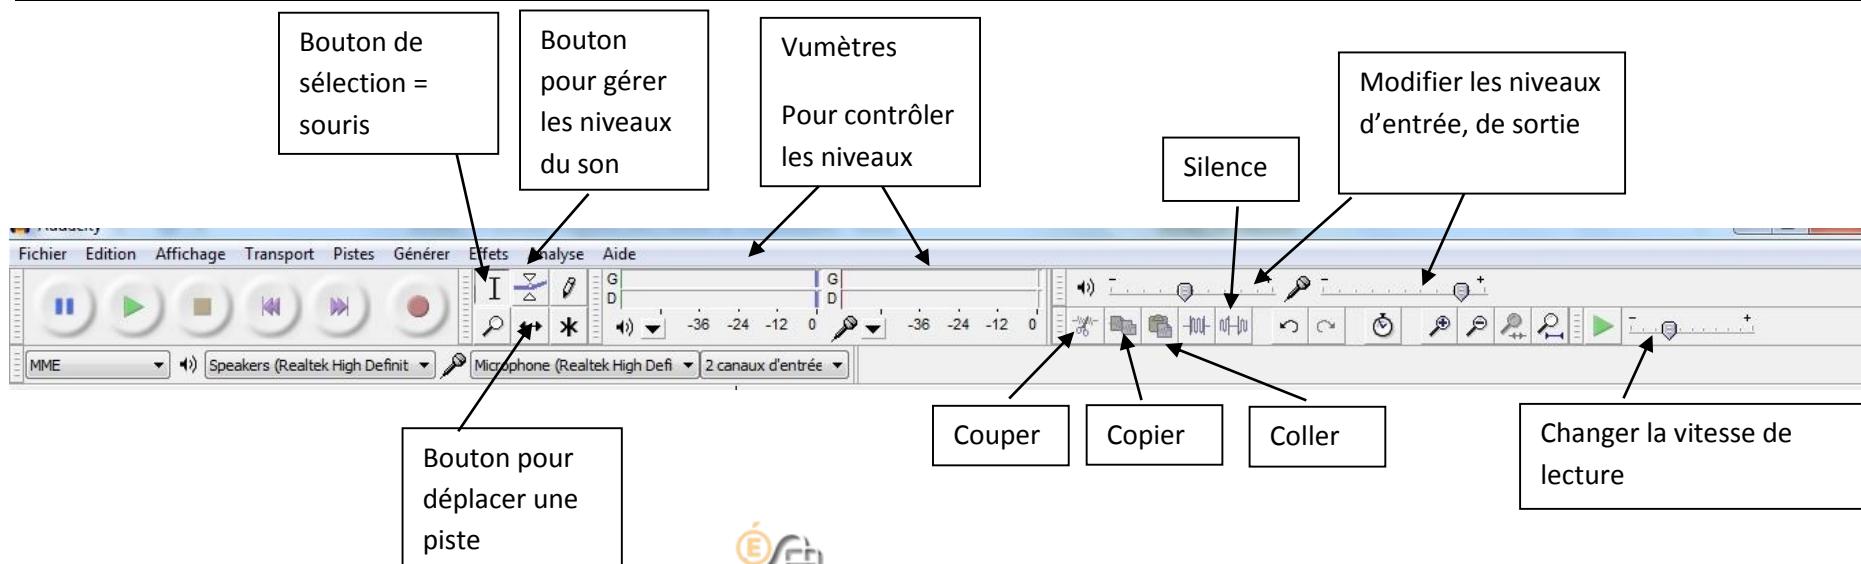 Bouton de
sélection =
souris
Bouton
pour gérer
les niveaux
du son
Vumètres
Pour contrôler
les niveaux
Silence
Modifier les niveaux
d’entrée, de sortie
Audacity
Fichier Edition Affichage Transport Pistes Générer Effets Analyse Aide
G
D
G
D
- +
- +
-36 -24 -12 0
-36 -24 -12 0
- +
MME Speakers (Realtek High Definit Microphone (Realtek High Defi 2 canaux d'entrée
Couper
Copier
Coller
Changer la vitesse de
lecture
Bouton pour
déplacer une
piste
É